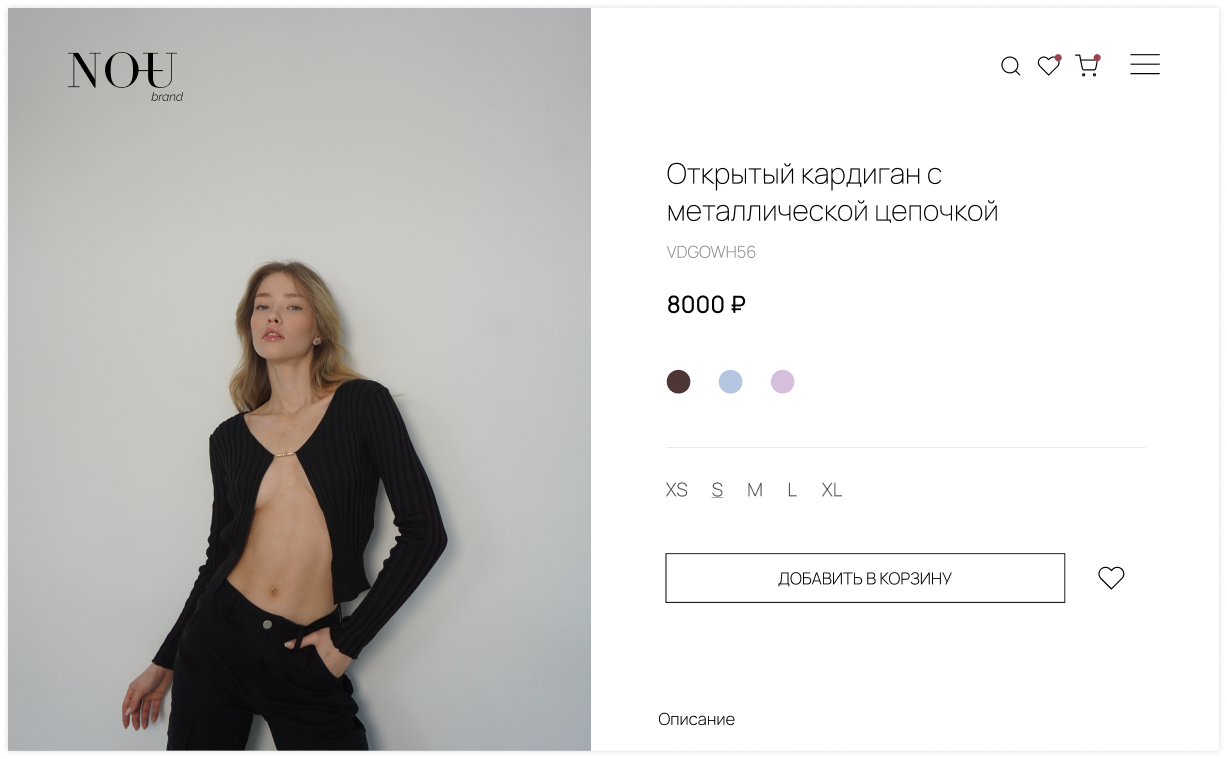 NOU
brand
Открытый кардиган с
металлической цепочкой
VDGOWH56
8000 ₽
XS S M L XL
ДОБАВИТЬ В КОРЗИНУ
Описание